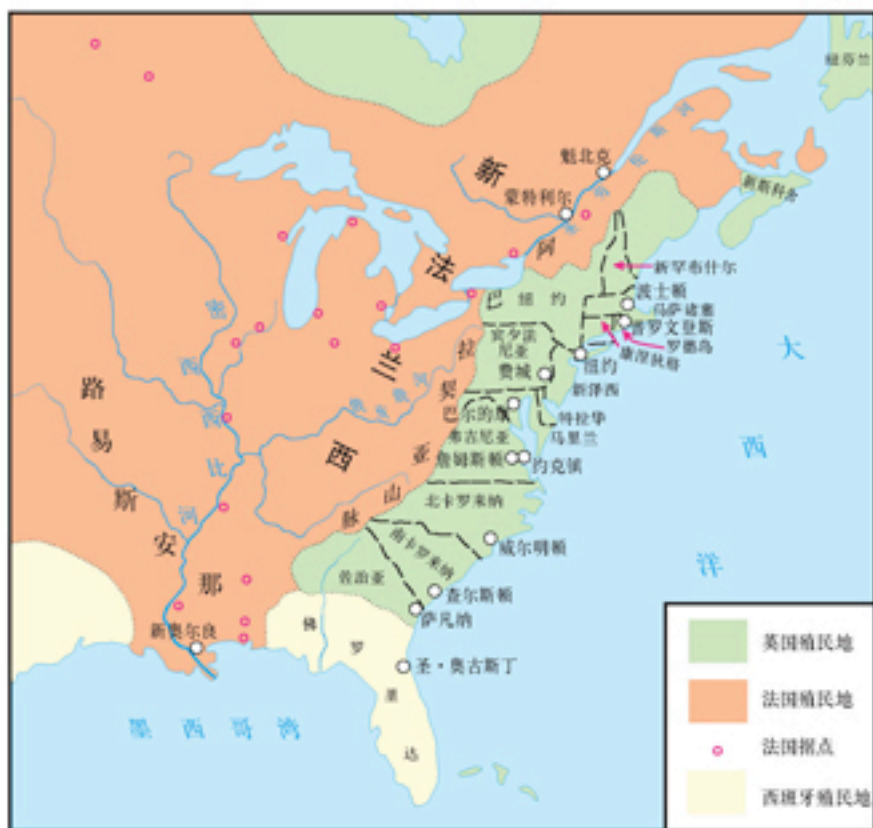 纽芬兰
新法兰西
魁北克
蒙特利尔
新斯科舍
阿巴拉契亚山脉
新罕布什尔
波士顿
马萨诸塞
普罗文登斯
罗德岛
康涅狄格
纽约
纽约
宾夕法
尼亚
费城
新泽西
特拉华
马里兰
巴尔的摩
弗吉尼亚
詹姆斯顿
约克镇
北卡罗来纳
威尔明顿
南卡罗来纳
查尔斯顿
佐治亚
萨凡纳
佛罗里达
圣·奥古斯丁
路易斯安那
密西西比河
新奥尔良
墨西哥湾
大西洋
英国殖民地
法国殖民地
法国据点
西班牙殖民地